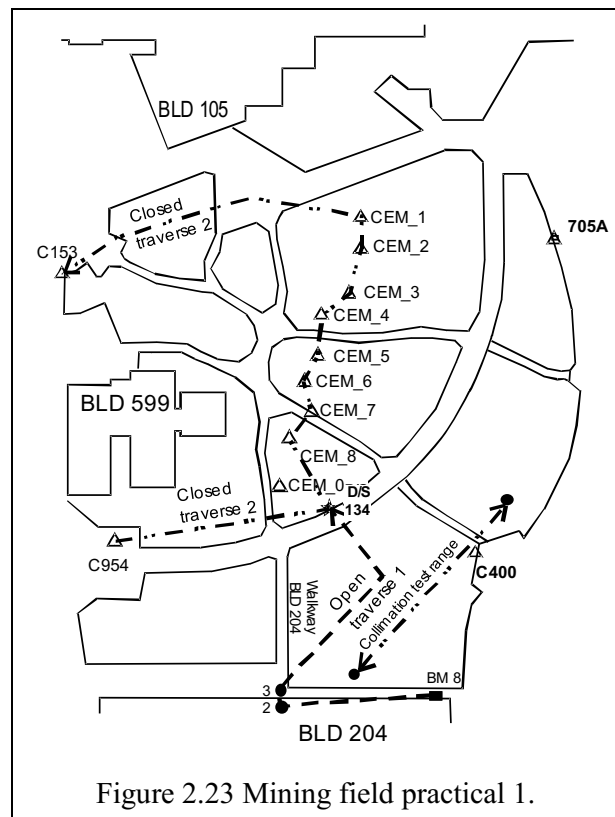 BLD 105
Closed
traverse 2
C153
CEM_1
CEM_2
705A
CEM_3
CEM_4
CEM_5
CEM_6
BLD 599
CEM_7
CEM_8
CEM_0
D/S
134
Closed
traverse 2
C954
C400
Walkway
BLD 204
Open
traverse 1
Collimation test range
BM 8
3
2
BLD 204
Figure 2.23 Mining field practical 1.